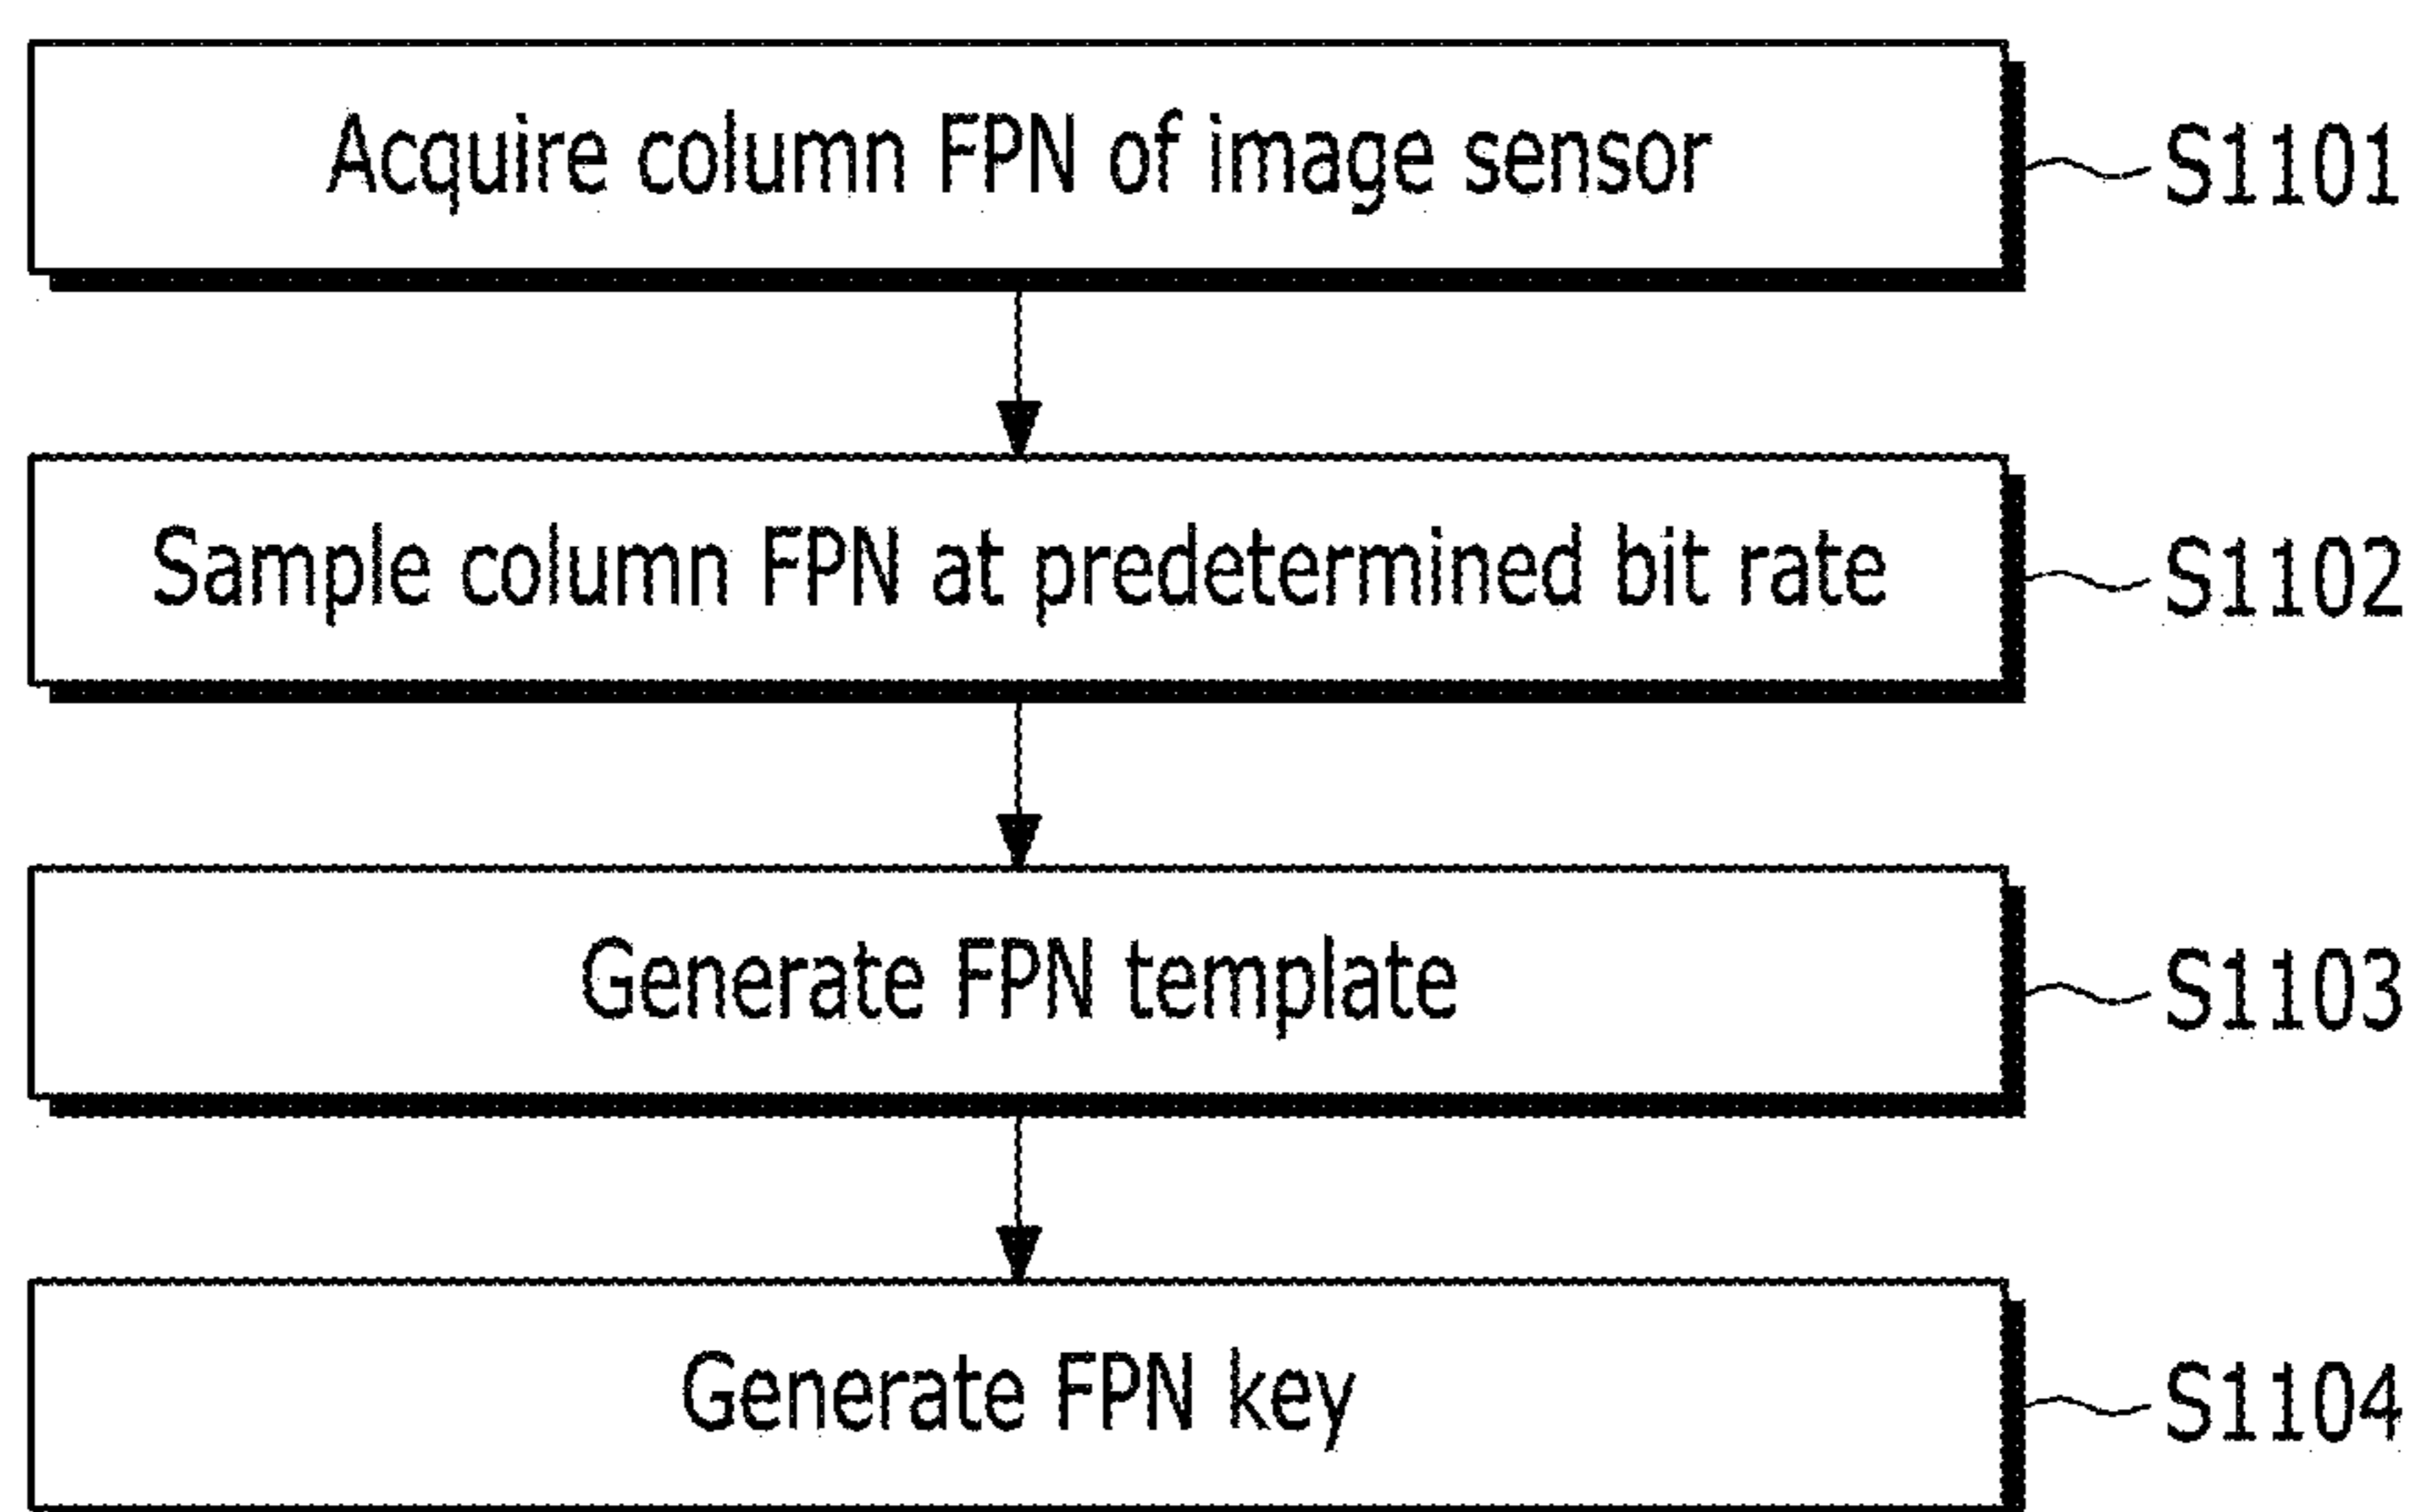 Acquire column FPN of image sensor
S1101
Sample column FPN at predetermined bit rate
S1102
Generate FPN template
S1103
Generate FPN key
S1104